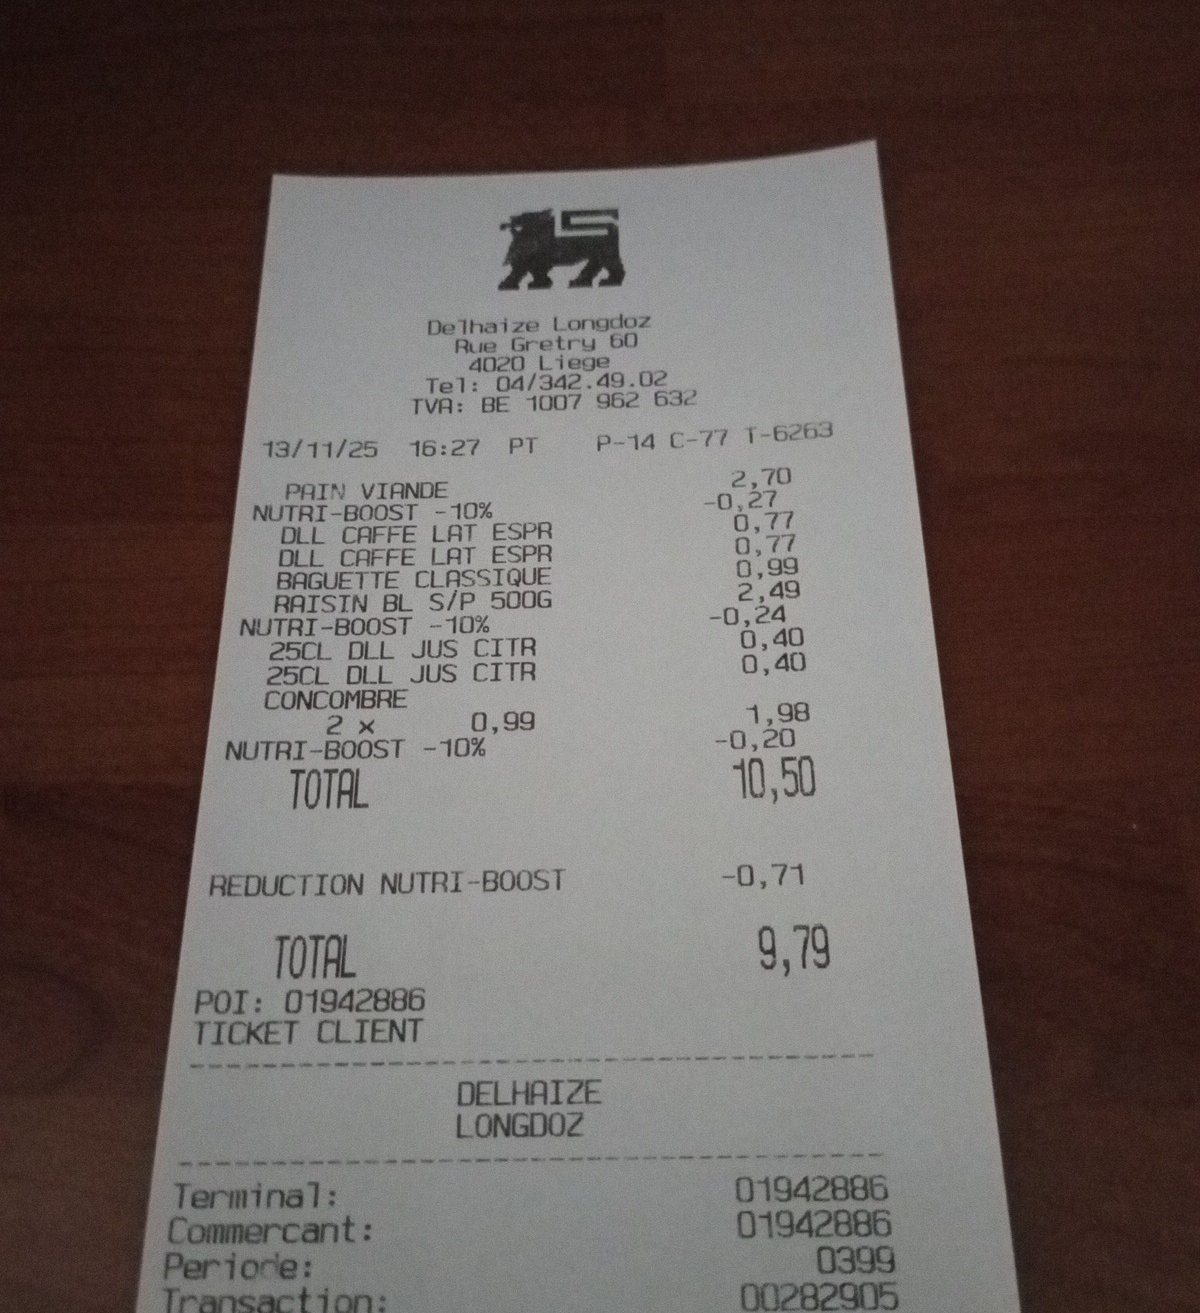 Delhaize Longdoz
Rue Gretry 60
4020 Liege
Tel: 04/342.49.02
TVA: BE 1007 962 632
13/11/25 16:27 PT P-14 C-77 T-6263
PAIN VIANDE 2,70
NUTRI-BOOST -10% -0,27
DLL CAFFE LAT ESPR 0,77
DLL CAFFE LAT ESPR 0,77
BAGUETTE CLASSIQUE 0,99
RAISIN BL S/P 500G 2,49
NUTRI-BOOST -10% -0,24
25CL DLL JUS CITR 0,40
25CL DLL JUS CITR 0,40
CONCOMBRE
2 x 0,99 1,98
NUTRI-BOOST -10% -0,20
TOTAL 10,50
REDUCTION NUTRI-BOOST -0,71
TOTAL 9,79
POI: 01942886
TICKET CLIENT
DELHAIZE
LONGDOZ
Terminal: 01942886
Commercant: 01942886
Periode: 0399
Transaction: 00282905